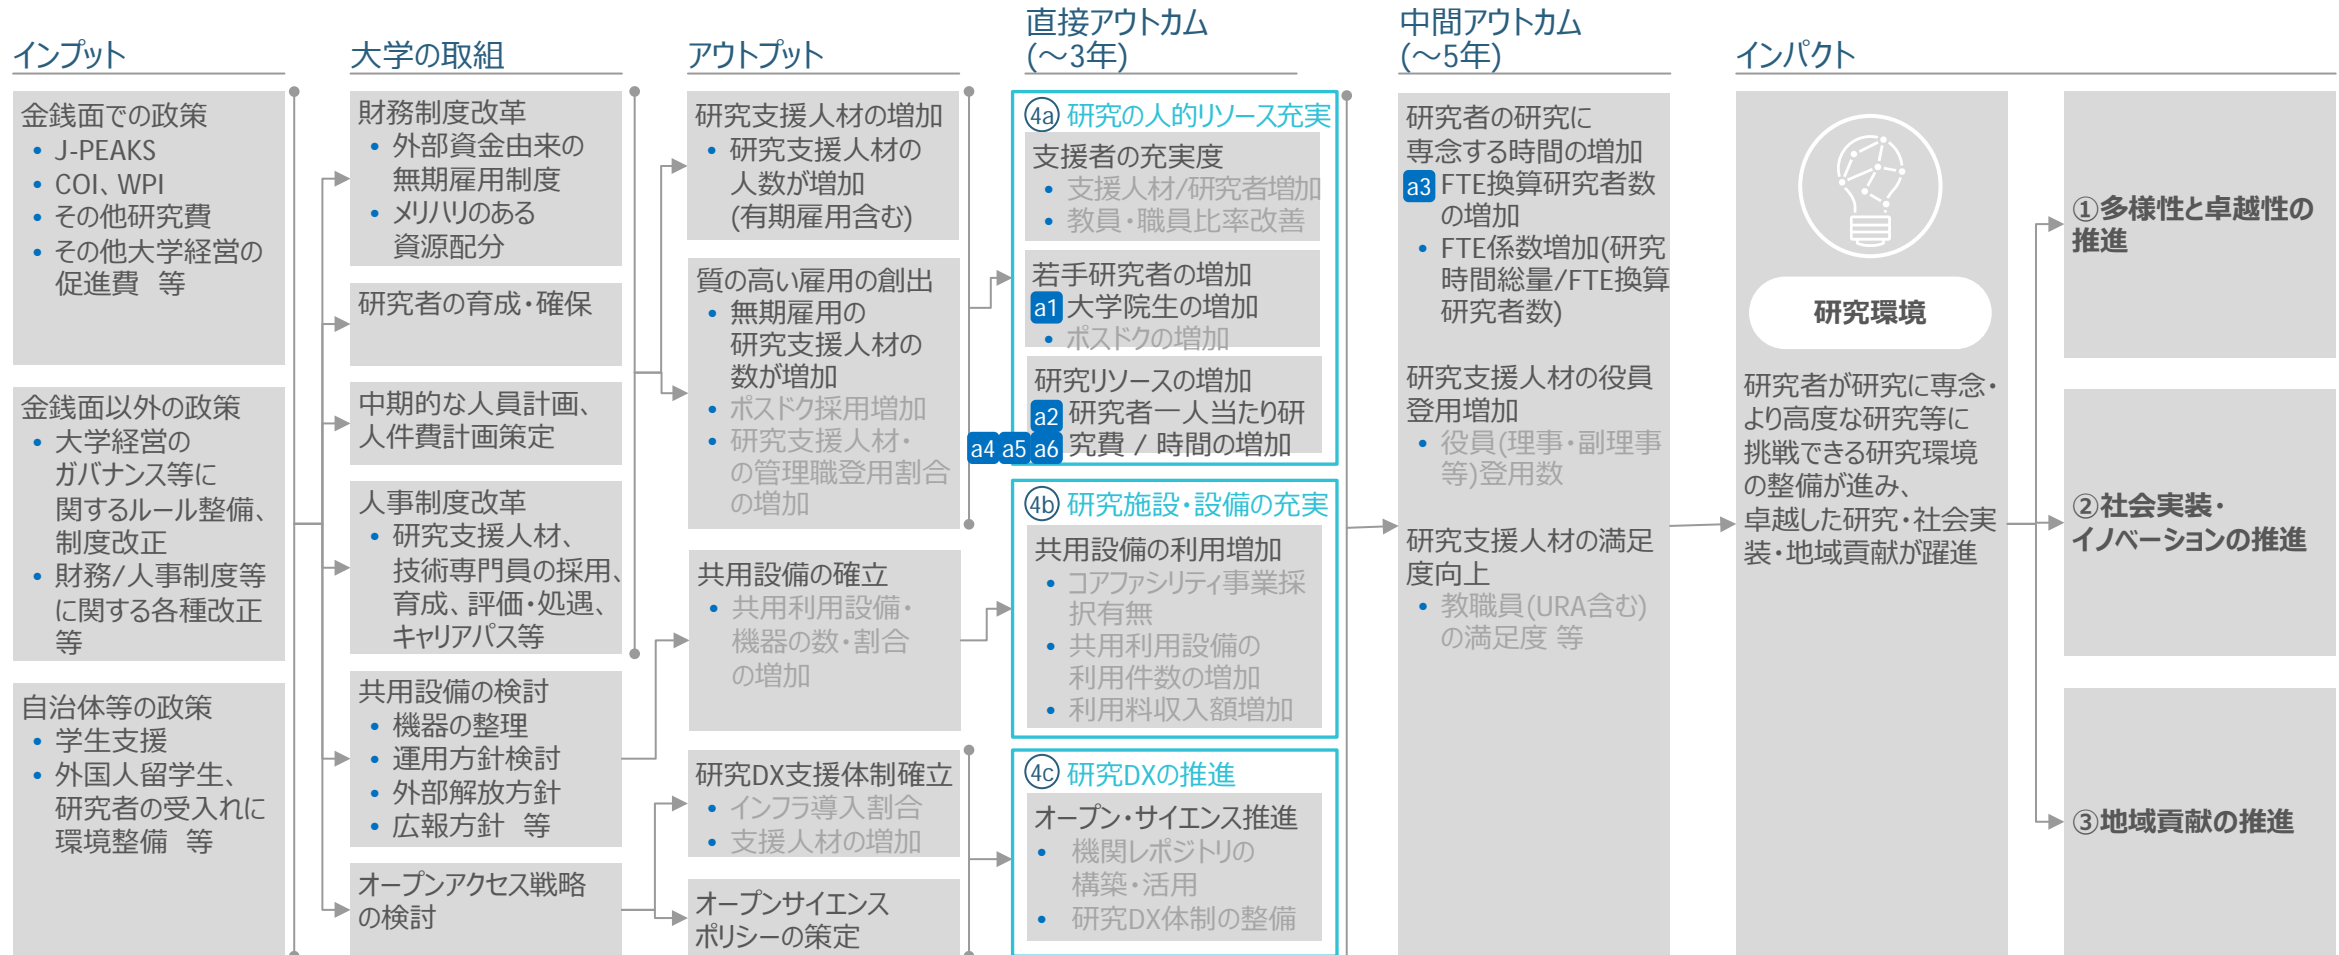 インプット
金銭面での政策
• J-PEAKS
• COI、WPI
• その他研究費
• その他大学経営の
促進費 等
金銭面以外の政策
• 大学経営の
ガバナンス等に
関するルール整備、
制度改正
• 財務/人事制度等
に関する各種改正
等
自治体等の政策
• 学生支援
• 外国人留学生、
研究者の受入れに
環境整備 等
大学の取組
財務制度改革
• 外部資金由来の
無期雇用制度
• メリハリのある
資源配分
研究者の育成・確保
中期的な人員計画、
人件費計画策定
人事制度改革
• 研究支援人材、
技術専門員の採用、
育成、評価・処遇、
キャリアパス等
共用設備の検討
• 機器の整理
• 運用方針検討
• 外部解放方針
• 広報方針 等
オープンアクセス戦略
の検討
アウトプット
研究支援人材の増加
• 研究支援人材の
人数が増加
(有期雇用含む)
質の高い雇用の創出
• 無期雇用の
研究支援人材の
数が増加
• ポスドク採用増加
• 研究支援人材・
の管理職登用割合
の増加
共用設備の確立
• 共用利用設備・
機器の数・割合
の増加
研究DX支援体制確立
• インフラ導入割合
• 支援人材の増加
オープンサイエンス
ポリシーの策定
直接アウトカム
(～3年)
4a 研究の人的リソース充実
支援者の充実度
• 支援人材/研究者増加
• 教員・職員比率改善
若手研究者の増加
a1 大学院生の増加
• ポスドクの増加
研究リソースの増加
a2 研究者一人当たり研
a4 a5 a6 究費 / 時間の増加
4b 研究施設・設備の充実
共用設備の利用増加
• コアファシリティ事業採
択有無
• 共用利用設備の
利用件数の増加
• 利用料収入額増加
4c 研究DXの推進
オープン・サイエンス推進
• 機関レポジトリの
構築・活用
• 研究DX体制の整備
中間アウトカム
(～5年)
研究者の研究に
専念する時間の増加
a3 FTE換算研究者数
の増加
• FTE係数増加(研究
時間総量/FTE換算
研究者数)
研究支援人材の役員
登用増加
• 役員(理事・副理事
等)登用数
研究支援人材の満足
度向上
• 教職員(URA含む)
の満足度 等
インパクト
研究環境
研究者が研究に専念・
より高度な研究等に
挑戦できる研究環境
の整備が進み、
卓越した研究・社会実
装・地域貢献が躍進
①多様性と卓越性の
推進
②社会実装・
イノベーションの推進
③地域貢献の推進